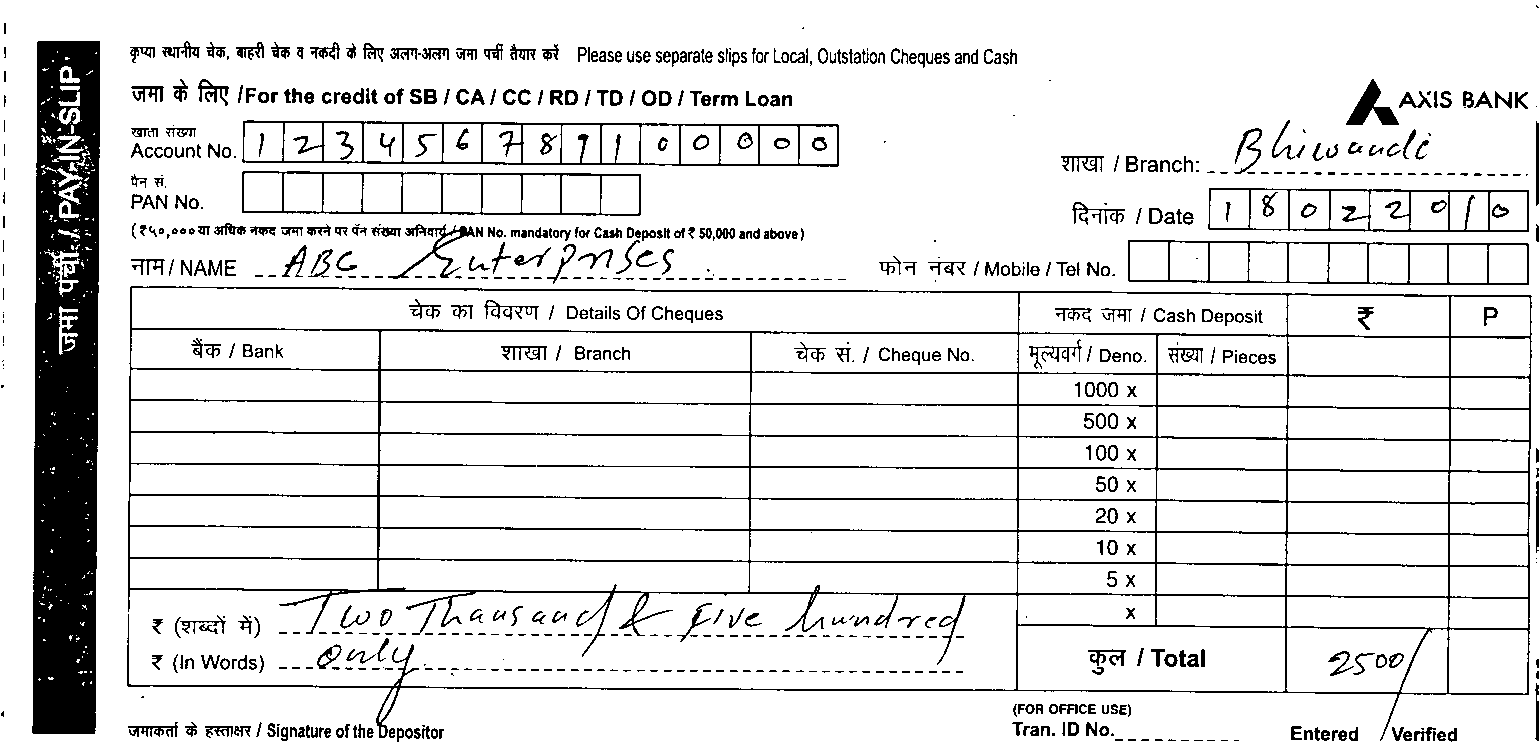 कृप्या स्थानीय चेक, बाहरी चेक व नकदी के लिए अलग-अलग जमा पर्ची तैयार करें Please use separate slips for Local, Outstation Cheques and Cash
जमा पर्ची. / PAY-IN-SLIP
जमा के लिए /For the credit of SB / CA / CC / RD / TD / OD / Term Loan
AXIS BANK
खाता संख्या
Account No. 1 2 3 4 5 6 7 8 9 1 0 0 0 0 0
शाखा / Branch: Bhiwandi
पैन सं.
PAN No.
दिनांक / Date 1 8 0 2 2 0 1 0
(₹५०,००० या अधिक नकद जमा करने पर पॅन संख्या अनिवार्य / PAN No. mandatory for Cash Deposit of ₹ 50,000 and above)
नाम / NAME ABC Enterprises
फोन नंबर / Mobile / Tel No.
चेक का विवरण / Details Of Cheques नकद जमा / Cash Deposit ₹ P
बैंक / Bank शाखा / Branch चेक सं. / Cheque No. मूल्यवर्ग / Deno. संख्या / Pieces
1000 x
500 x
100 x
50 x
20 x
10 x
5 x
x
₹ (शब्दों में) Two Thousand & five hundred
₹ (In Words) only
कुल / Total 2500/
जमाकर्ता के हस्ताक्षर / Signature of the Depositor
(FOR OFFICE USE)
Tran. ID No. Entered / Verified